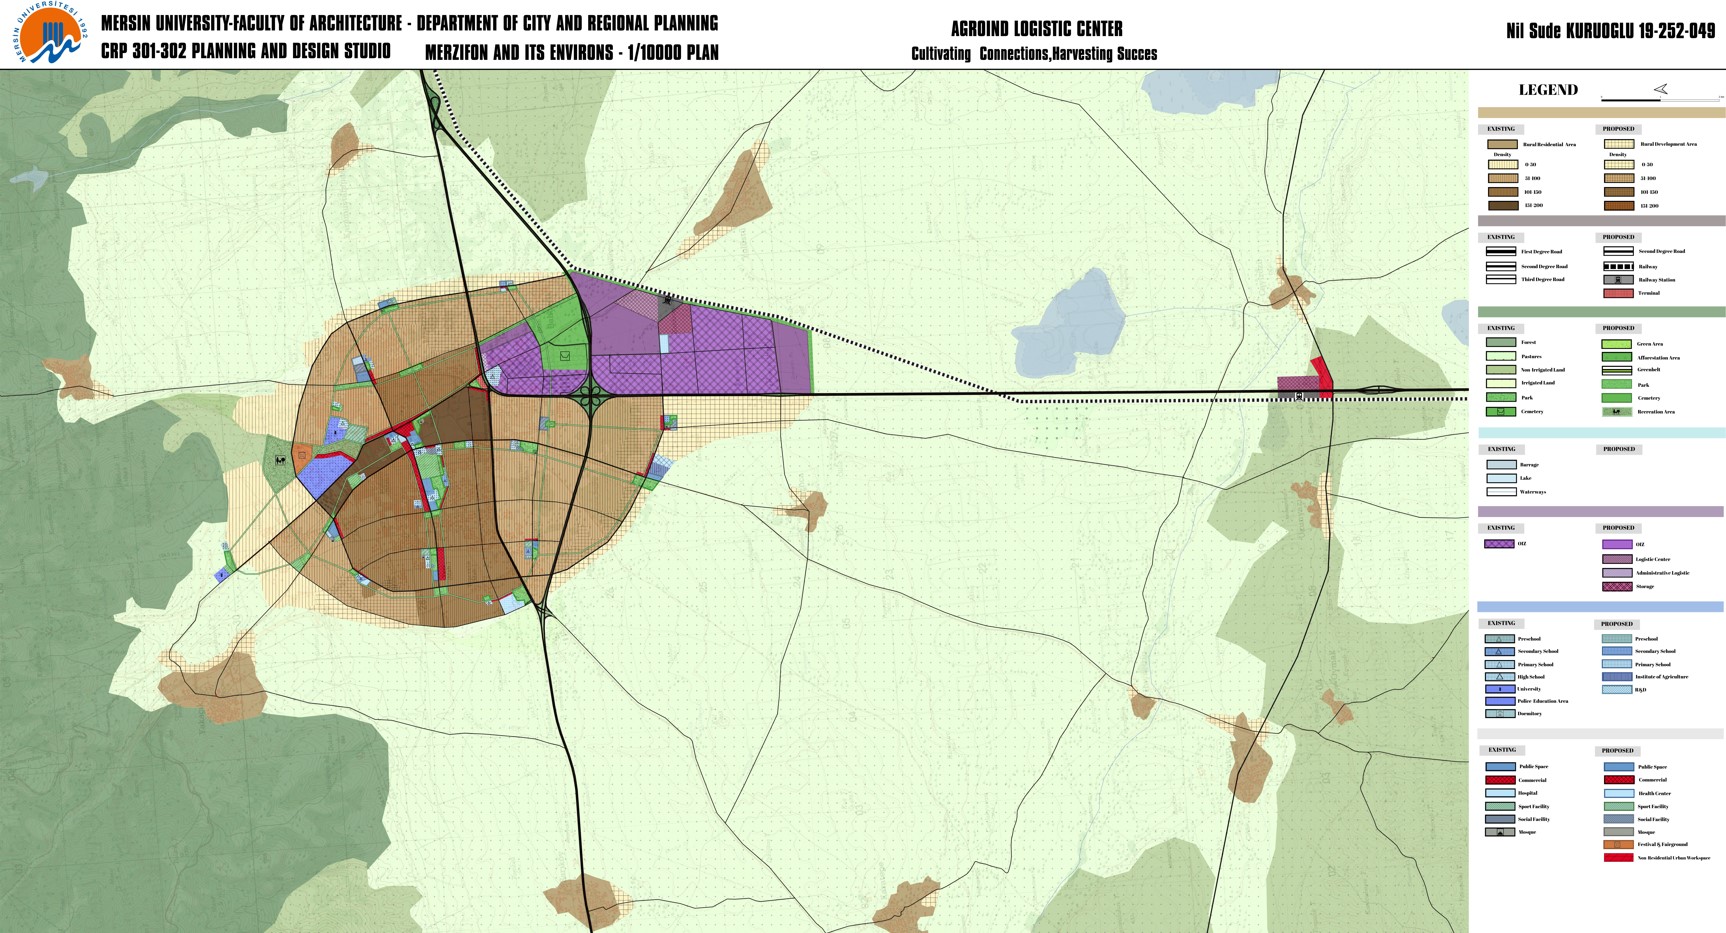 MERSİN ÜNİVERSİTESİ 1992
MERSIN UNIVERSITY-FACULTY OF ARCHITECTURE - DEPARTMENT OF CITY AND REGIONAL PLANNING
CRP 301-302 PLANNING AND DESIGN STUDIO
MERZIFON AND ITS ENVIRONS - 1/10000 PLAN
AGROIND LOGISTIC CENTER
Cultivating Connections,Harvesting Succes
Nil Sude KURUOGLU 19-252-049
LEGEND
EXISTING
PROPOSED
Rural Residential Area
Rural Development Area
Density
Density
0-50
0-50
51-100
51-100
101-150
101-150
151-200
151-200
EXISTING
PROPOSED
First Degree Road
Second Degree Road
Second Degree Road
Railway
Third Degree Road
Railway Station
Terminal
EXISTING
PROPOSED
Forest
Green Area
Pastures
Afforestation Area
Non-Irrigated Land
Greenbelt
Irrigated Land
Park
Park
Cemetery
Cemetery
Recreation Area
EXISTING
PROPOSED
Barrage
Lake
Waterways
EXISTING
PROPOSED
OIZ
OIZ
Logistic Center
Administrative Logistic
Storage
EXISTING
PROPOSED
Preschool
Preschool
Secondary School
Secondary School
Primary School
Primary School
High School
Institute of Agriculture
University
R&D
Police Education Area
Dormitory
EXISTING
PROPOSED
Public Space
Public Space
Commercial
Commercial
Hospital
Health Center
Sport Facility
Sport Facility
Social Facility
Social Facility
Mosque
Mosque
Festival & Fairground
Non-Residential Urban Workspace